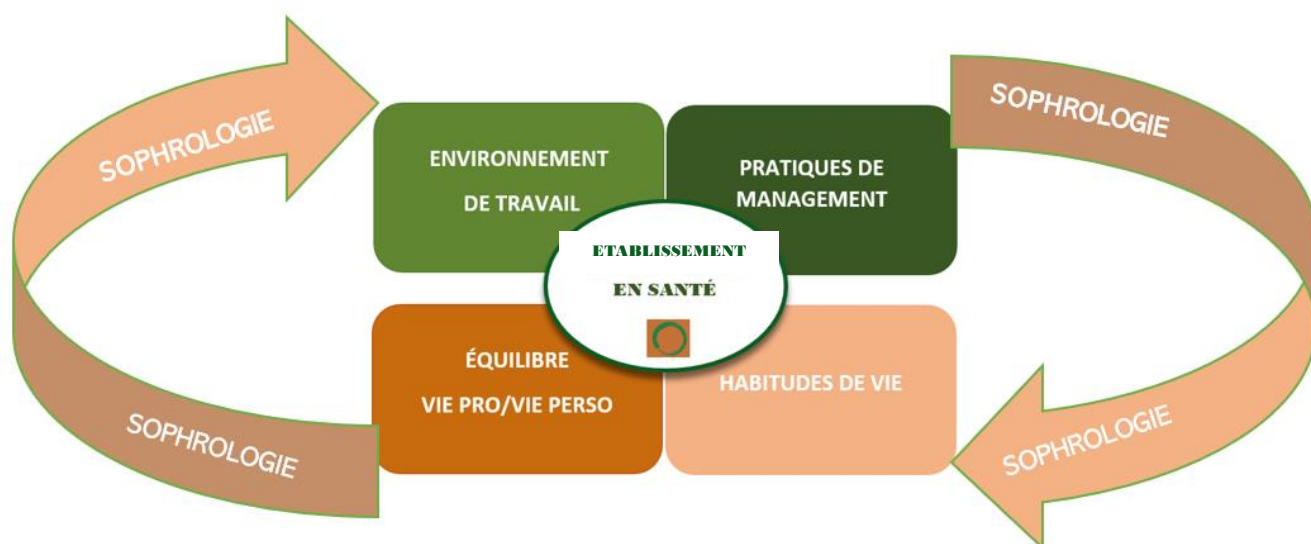 SOPHROLOGIE
SOPHROLOGIE
ENVIRONNEMENT
DE TRAVAIL
PRATIQUES DE
MANAGEMENT
ETABLISSEMENT
EN SANTÉ
ÉQUILIBRE
VIE PRO/VIE PERSO
HABITUDES DE VIE
SOPHROLOGIE
SOPHROLOGIE